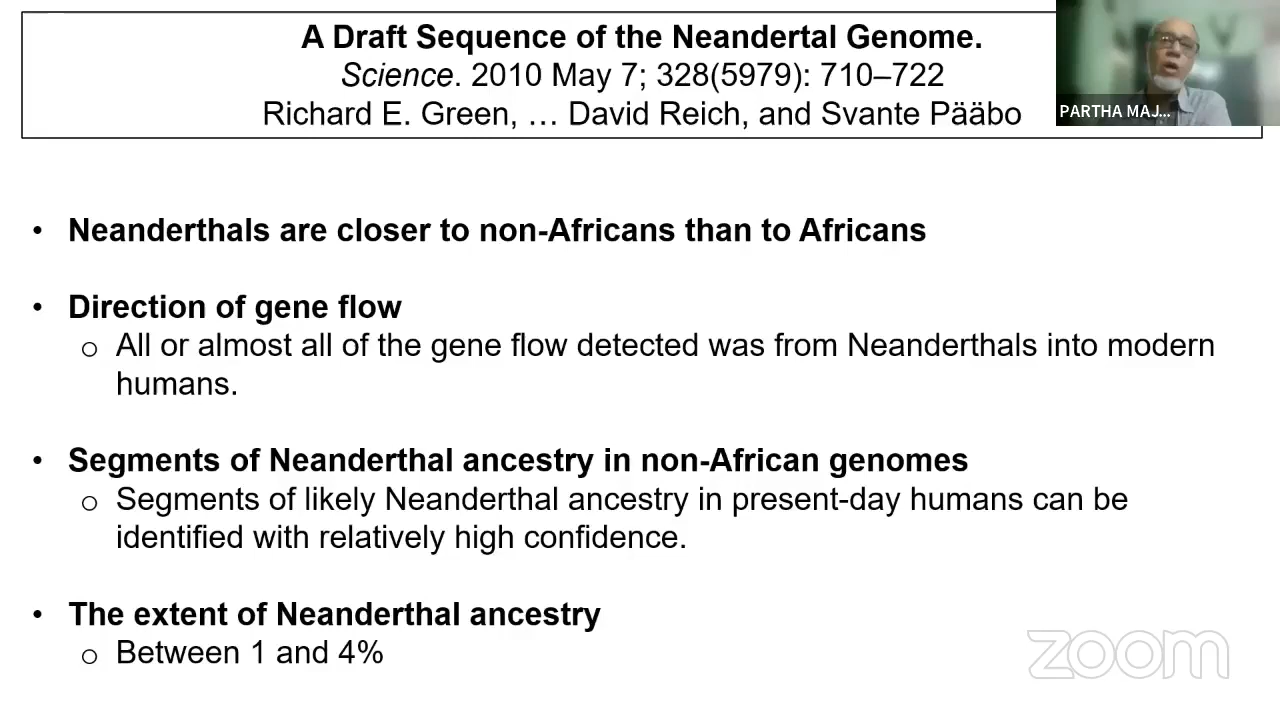 A Draft Sequence of the Neandertal Genome.
Science. 2010 May 7; 328(5979): 710–722
Richard E. Green, … David Reich, and Svante Pääbo
PARTHA MAJ...
• Neanderthals are closer to non-Africans than to Africans
• Direction of gene flow
o All or almost all of the gene flow detected was from Neanderthals into modern
humans.
• Segments of Neanderthal ancestry in non-African genomes
o Segments of likely Neanderthal ancestry in present-day humans can be
identified with relatively high confidence.
• The extent of Neanderthal ancestry
o Between 1 and 4%
zoom